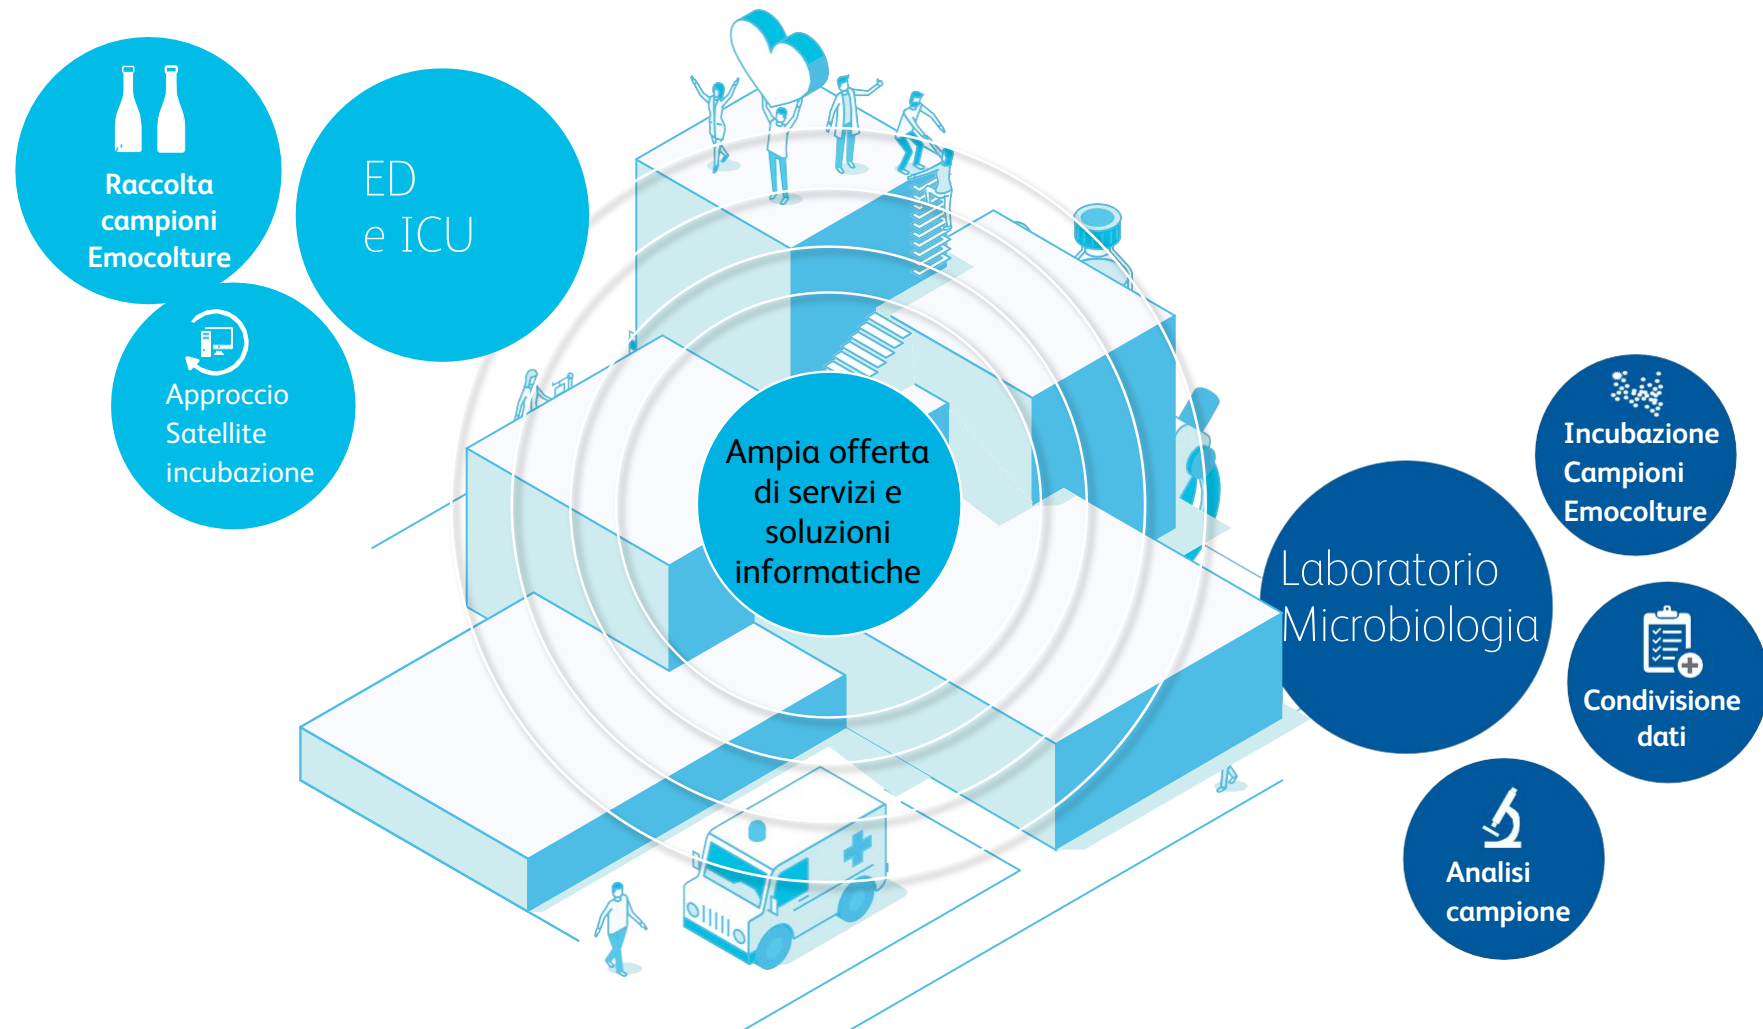 Raccolta
campioni
Emocolture
ED
e ICU
Approccio
Satellite
incubazione
Ampia offerta
di servizi e
soluzioni
informatiche
Laboratorio
Microbiologia
Incubazione
Campioni
Emocolture
Condivisione
dati
Analisi
campione